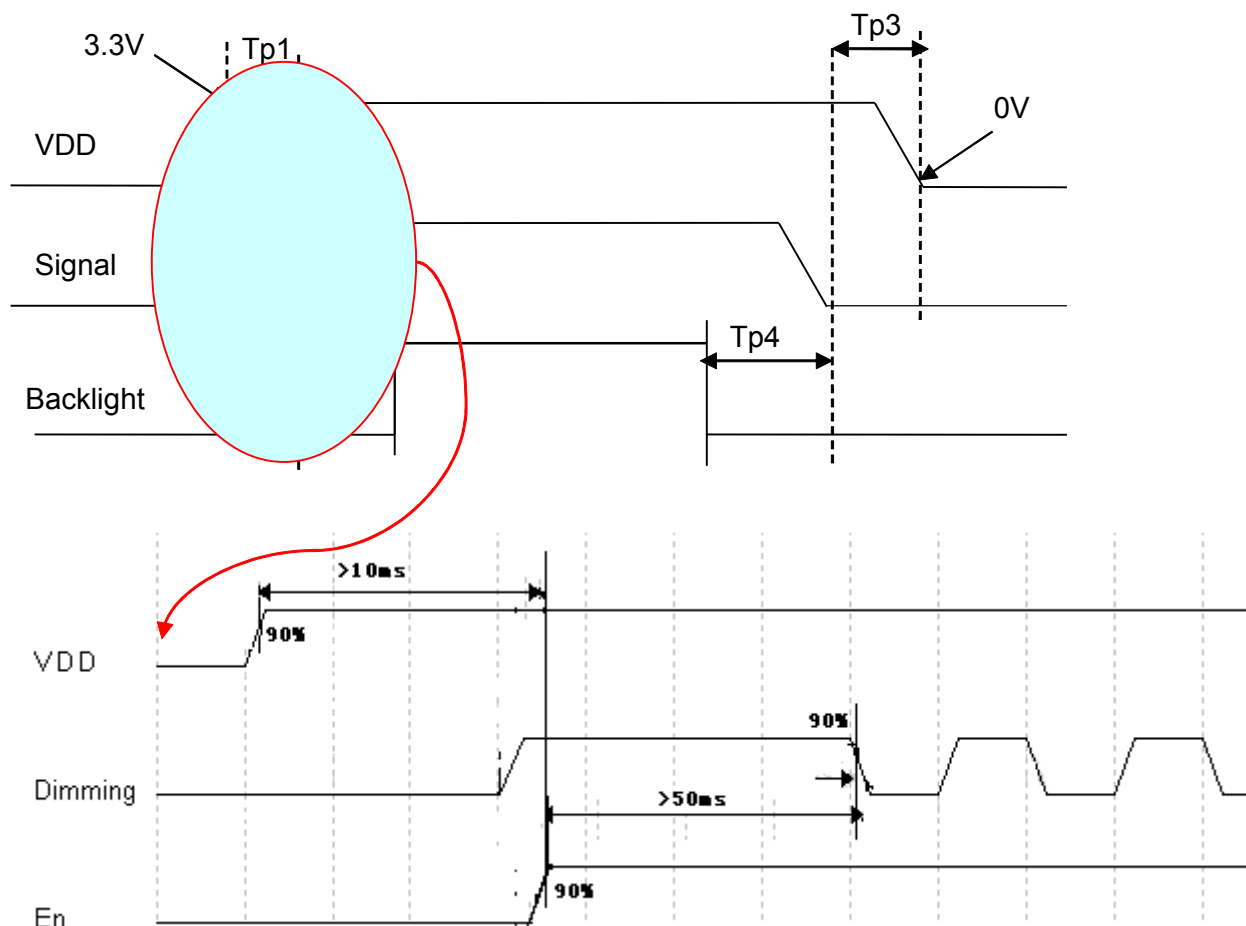 Tp3
3.3V
Tp1
0V
VDD
Signal
Tp4
Backlight
>10ms
90%
VDD
90%
Dimming
>50ms
90%
En